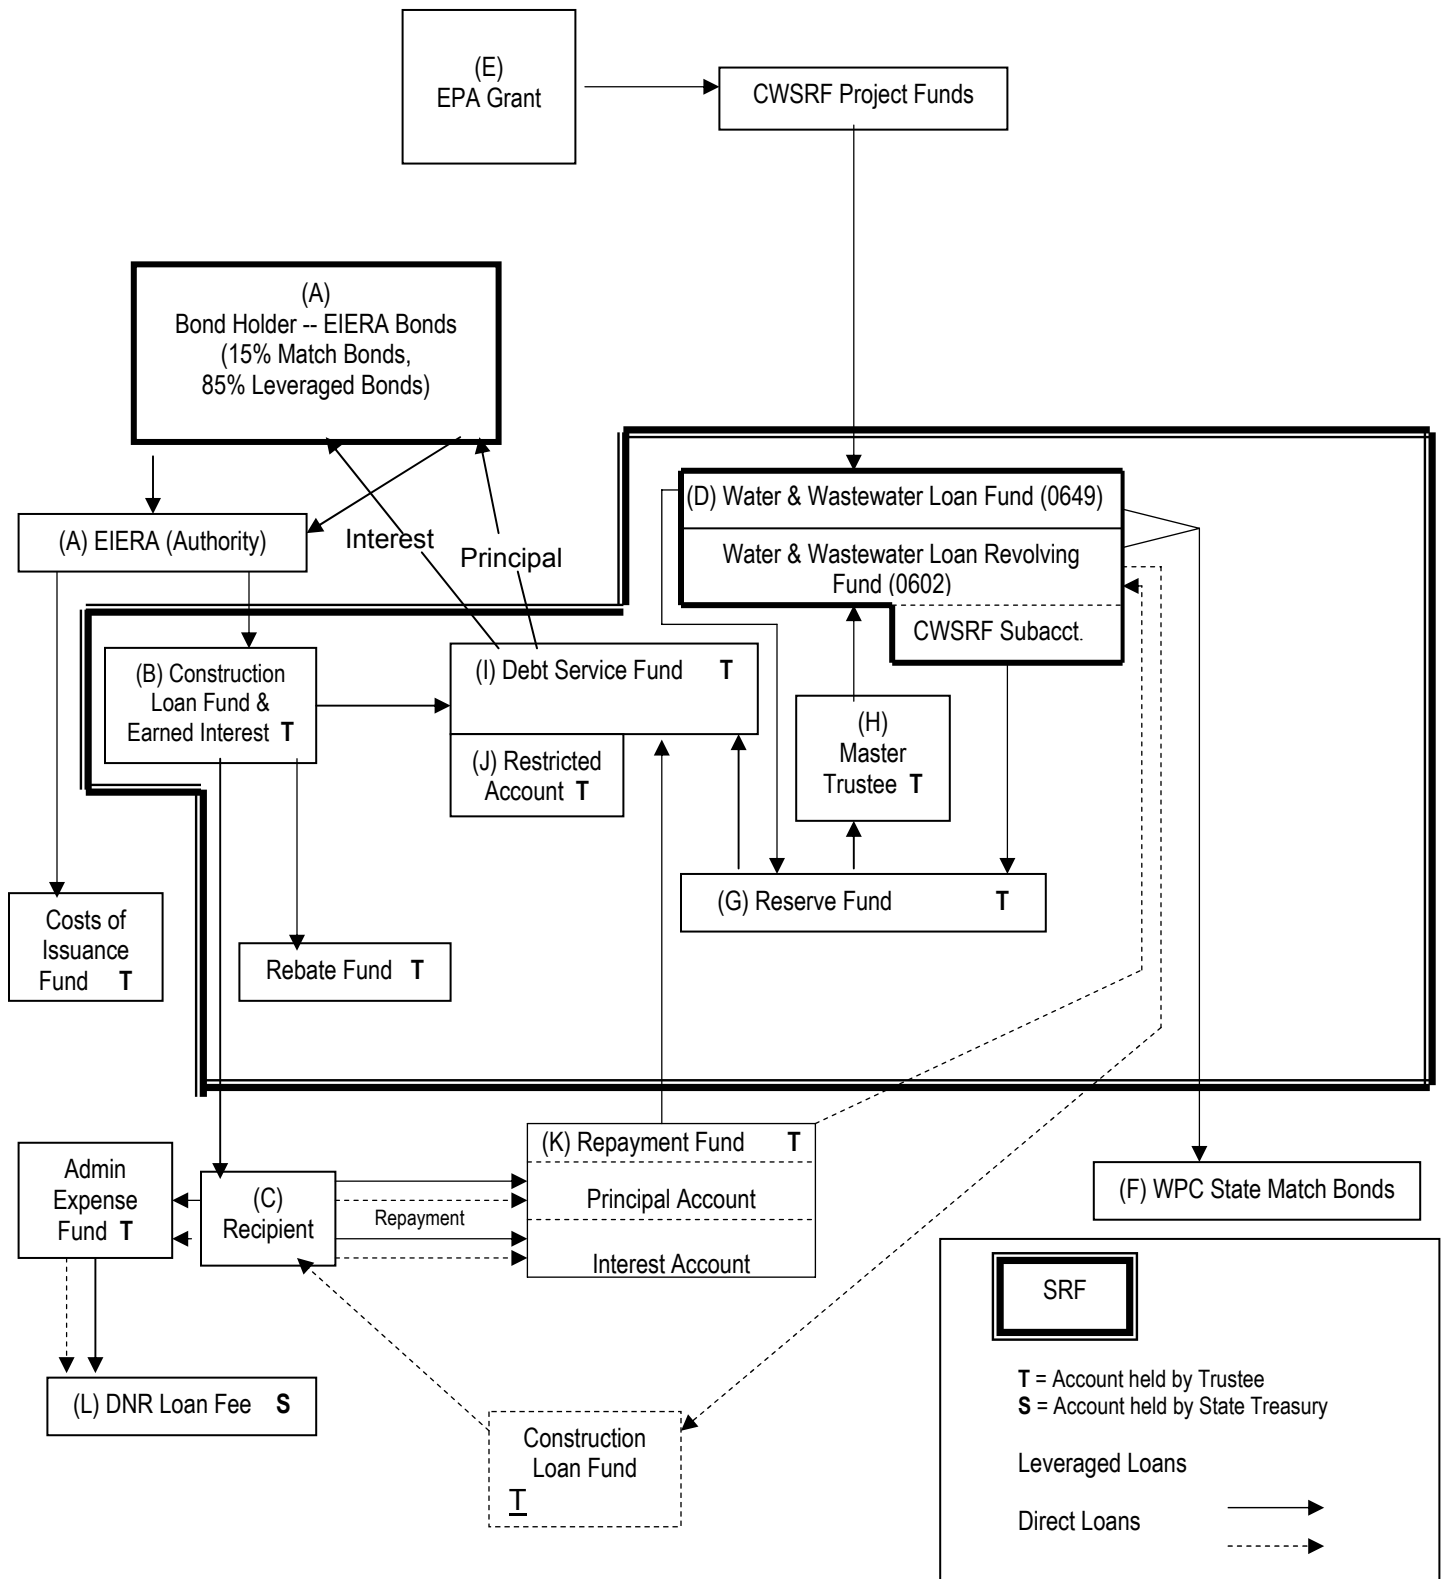 (E)
EPA Grant
CWSRF Project Funds
(A)
Bond Holder -- EIERA Bonds
(15% Match Bonds,
85% Leveraged Bonds)
(A) EIERA (Authority)
Interest
Principal
(D) Water & Wastewater Loan Fund (0649)
Water & Wastewater Loan Revolving
Fund (0602)
CWSRF Subacct.
(B) Construction
Loan Fund &
Earned Interest T
(I) Debt Service Fund T
(J) Restricted
Account T
(H)
Master
Trustee T
(G) Reserve Fund T
Costs of
Issuance
Fund T
Rebate Fund T
Admin
Expense
Fund T
(C)
Recipient
Repayment
(K) Repayment Fund T
Principal Account
Interest Account
(F) WPC State Match Bonds
(L) DNR Loan Fee S
Construction
Loan Fund
T
SRF
T = Account held by Trustee
S = Account held by State Treasury
Leveraged Loans
Direct Loans